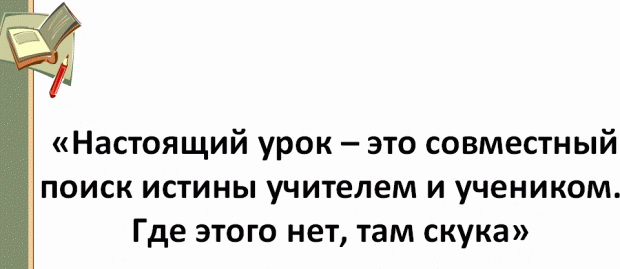 «Настоящий урок – это совместный
поиск истины учителем и учеником.
Где этого нет, там скука»